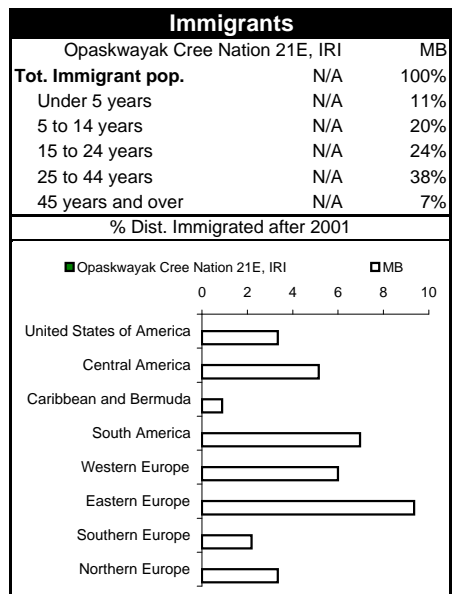 Immigrants
Opaskwayak Cree Nation 21E, IRI MB
Tot. Immigrant pop. N/A 100%
Under 5 years N/A 11%
5 to 14 years N/A 20%
15 to 24 years N/A 24%
25 to 44 years N/A 38%
45 years and over N/A 7%
% Dist. Immigrated after 2001
Opaskwayak Cree Nation 21E, IRI MB
0 2 4 6 8 10
United States of America
Central America
Caribbean and Bermuda
South America
Western Europe
Eastern Europe
Southern Europe
Northern Europe